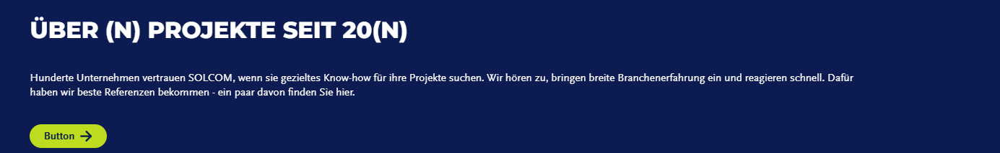 ÜBER (N) PROJEKTE SEIT 20(N)
Hunderte Unternehmen vertrauen SOLCOM, wenn sie gezieltes Know-how für ihre Projekte suchen. Wir hören zu, bringen breite Branchenerfahrung ein und reagieren schnell. Dafür
haben wir beste Referenzen bekommen - ein paar davon finden Sie hier.
Button